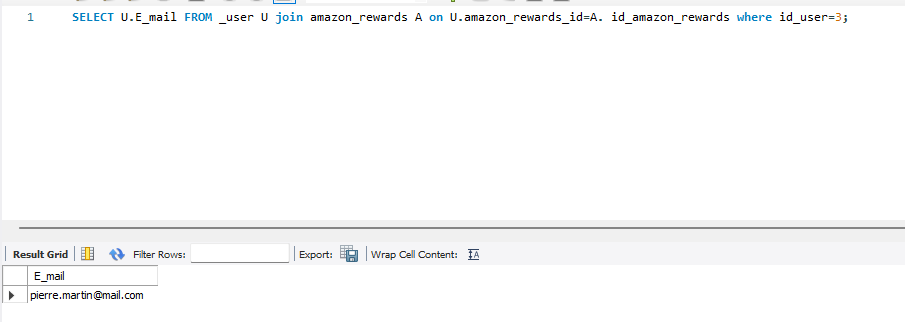 1 SELECT U.E_mail FROM _user U join amazon_rewards A on U.amazon_rewards_id=A. id_amazon_rewards where id_user=3;
Result Grid Filter Rows: Export: Wrap Cell Content:
E_mail
pierre.martin@mail.com